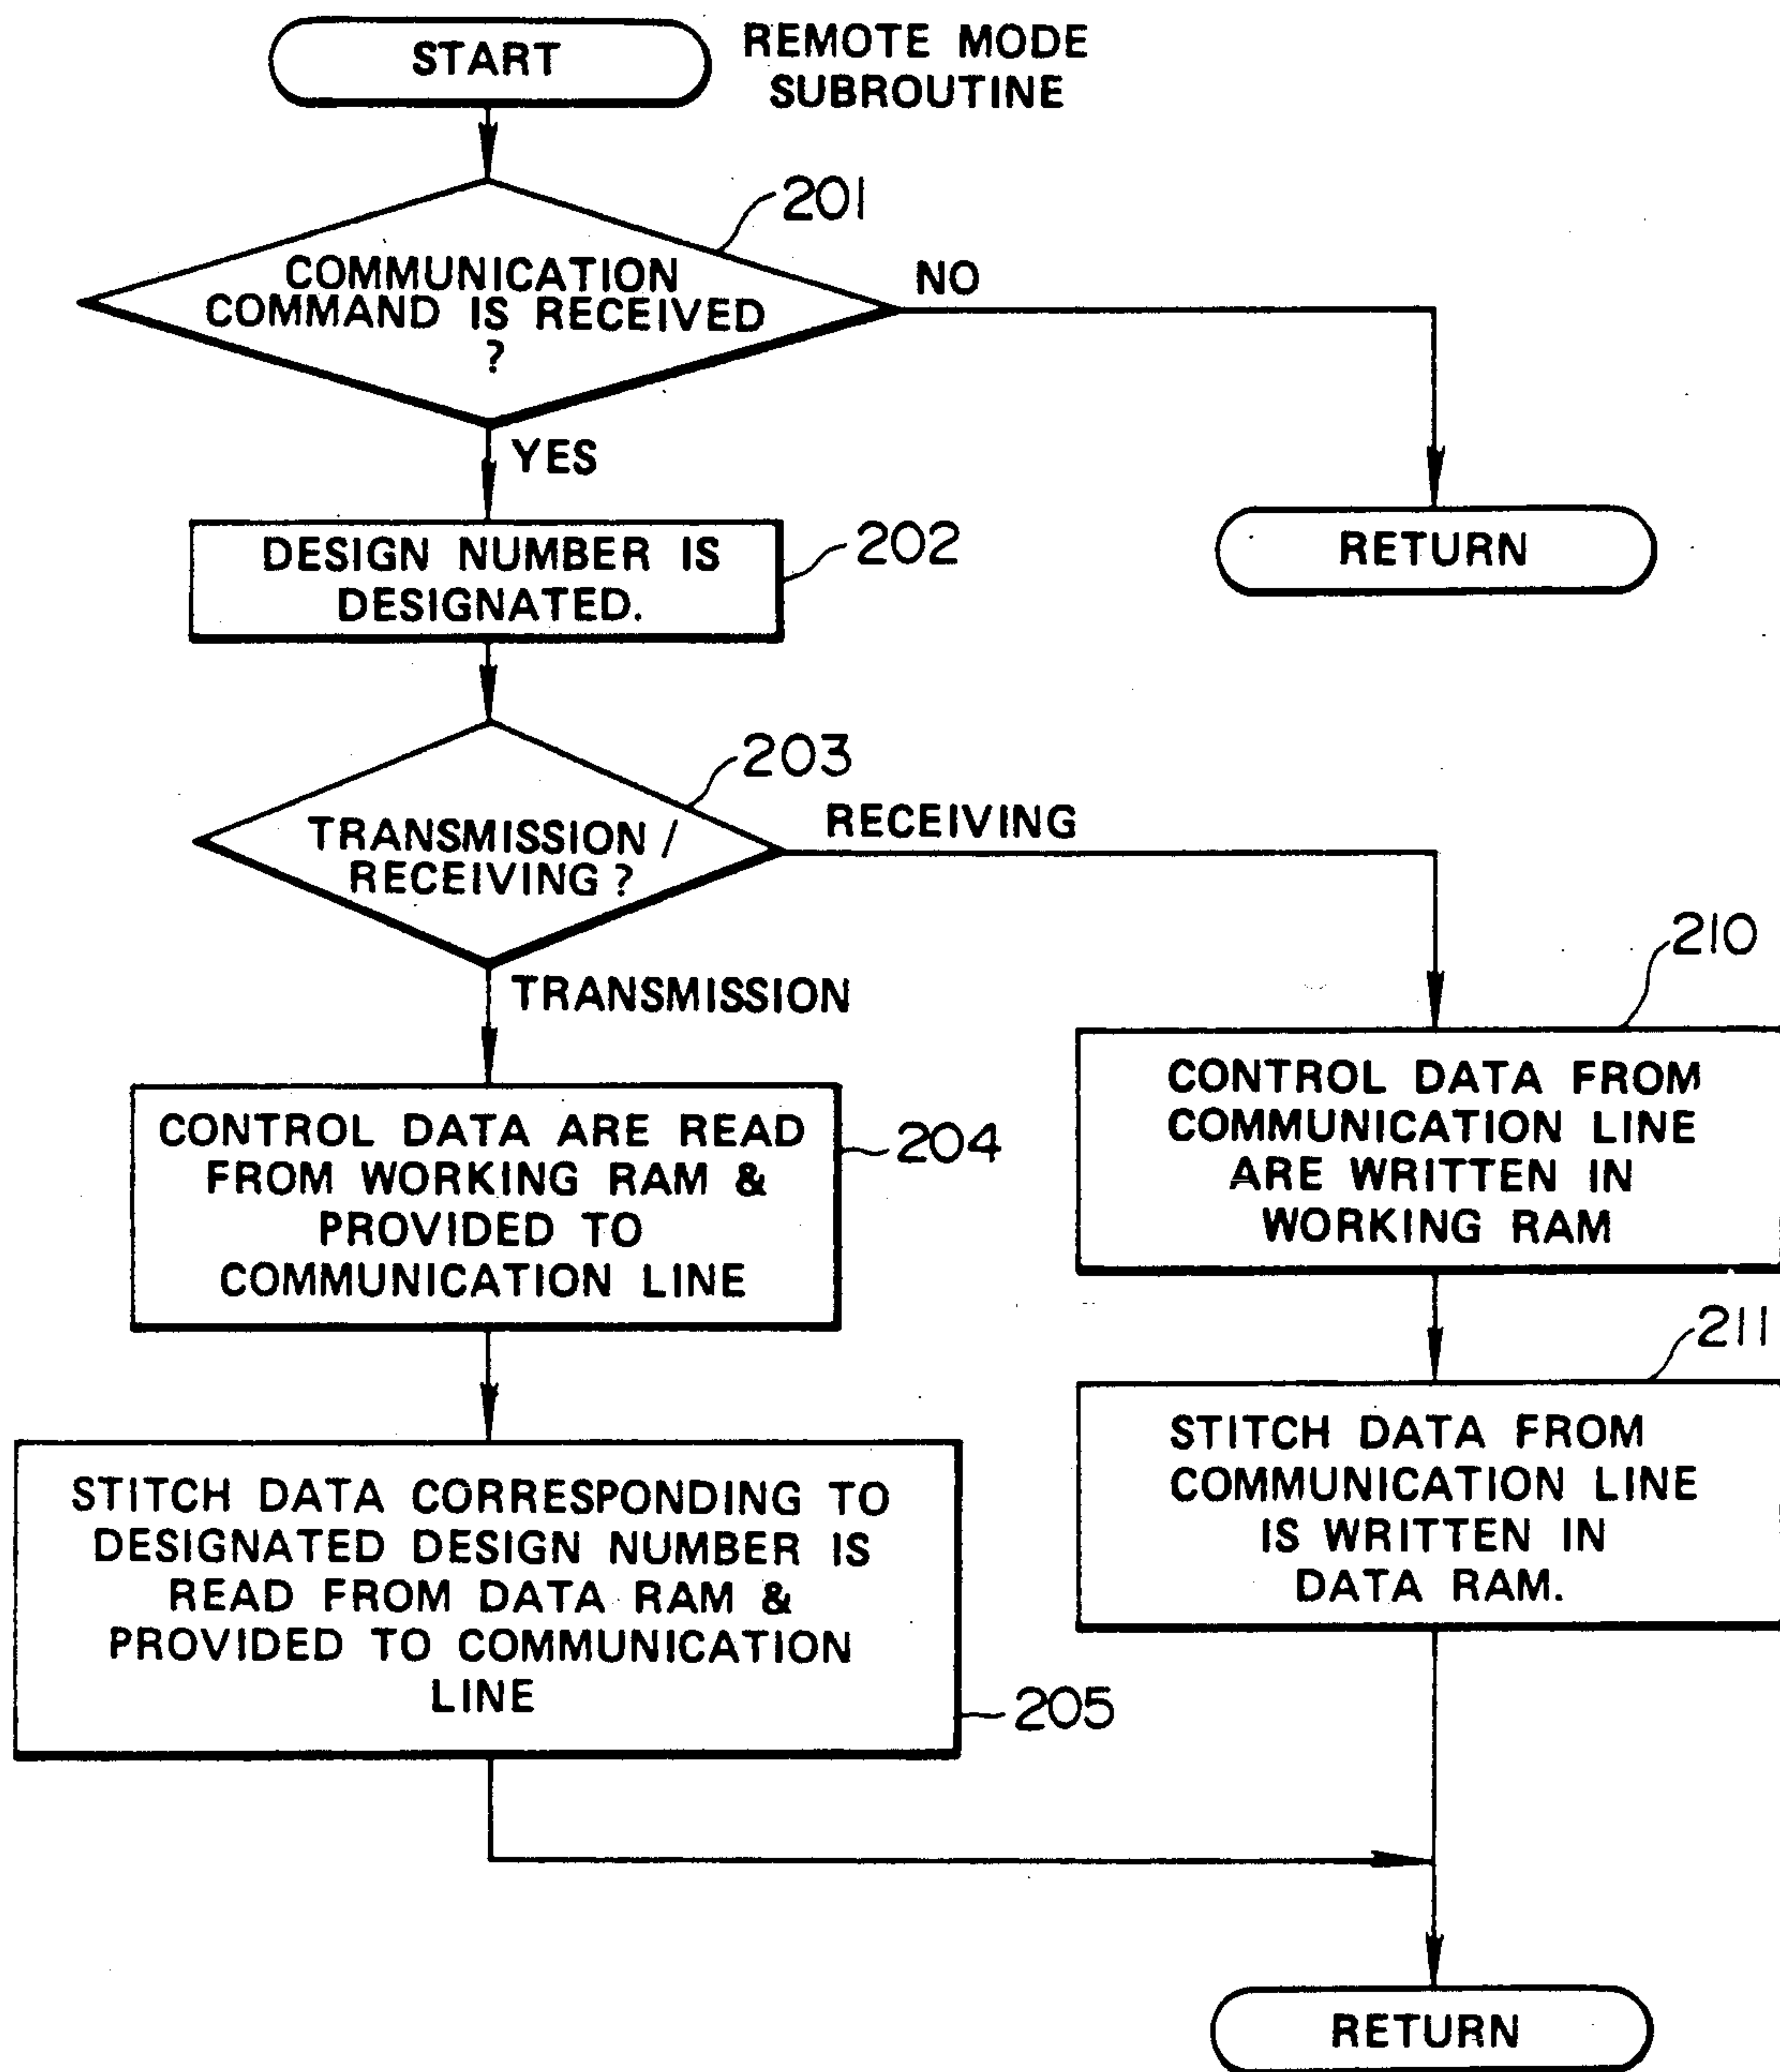 START
REMOTE MODE
SUBROUTINE
201
COMMUNICATION
COMMAND IS RECEIVED
?
NO
YES
RETURN
DESIGN NUMBER IS
DESIGNATED.
202
203
TRANSMISSION /
RECEIVING ?
RECEIVING
TRANSMISSION
210
CONTROL DATA FROM
COMMUNICATION LINE
ARE WRITTEN IN
WORKING RAM
CONTROL DATA ARE READ
FROM WORKING RAM &
PROVIDED TO
COMMUNICATION LINE
204
211
STITCH DATA FROM
COMMUNICATION LINE
IS WRITTEN IN
DATA RAM.
STITCH DATA CORRESPONDING TO
DESIGNATED DESIGN NUMBER IS
READ FROM DATA RAM &
PROVIDED TO COMMUNICATION
LINE
205
RETURN